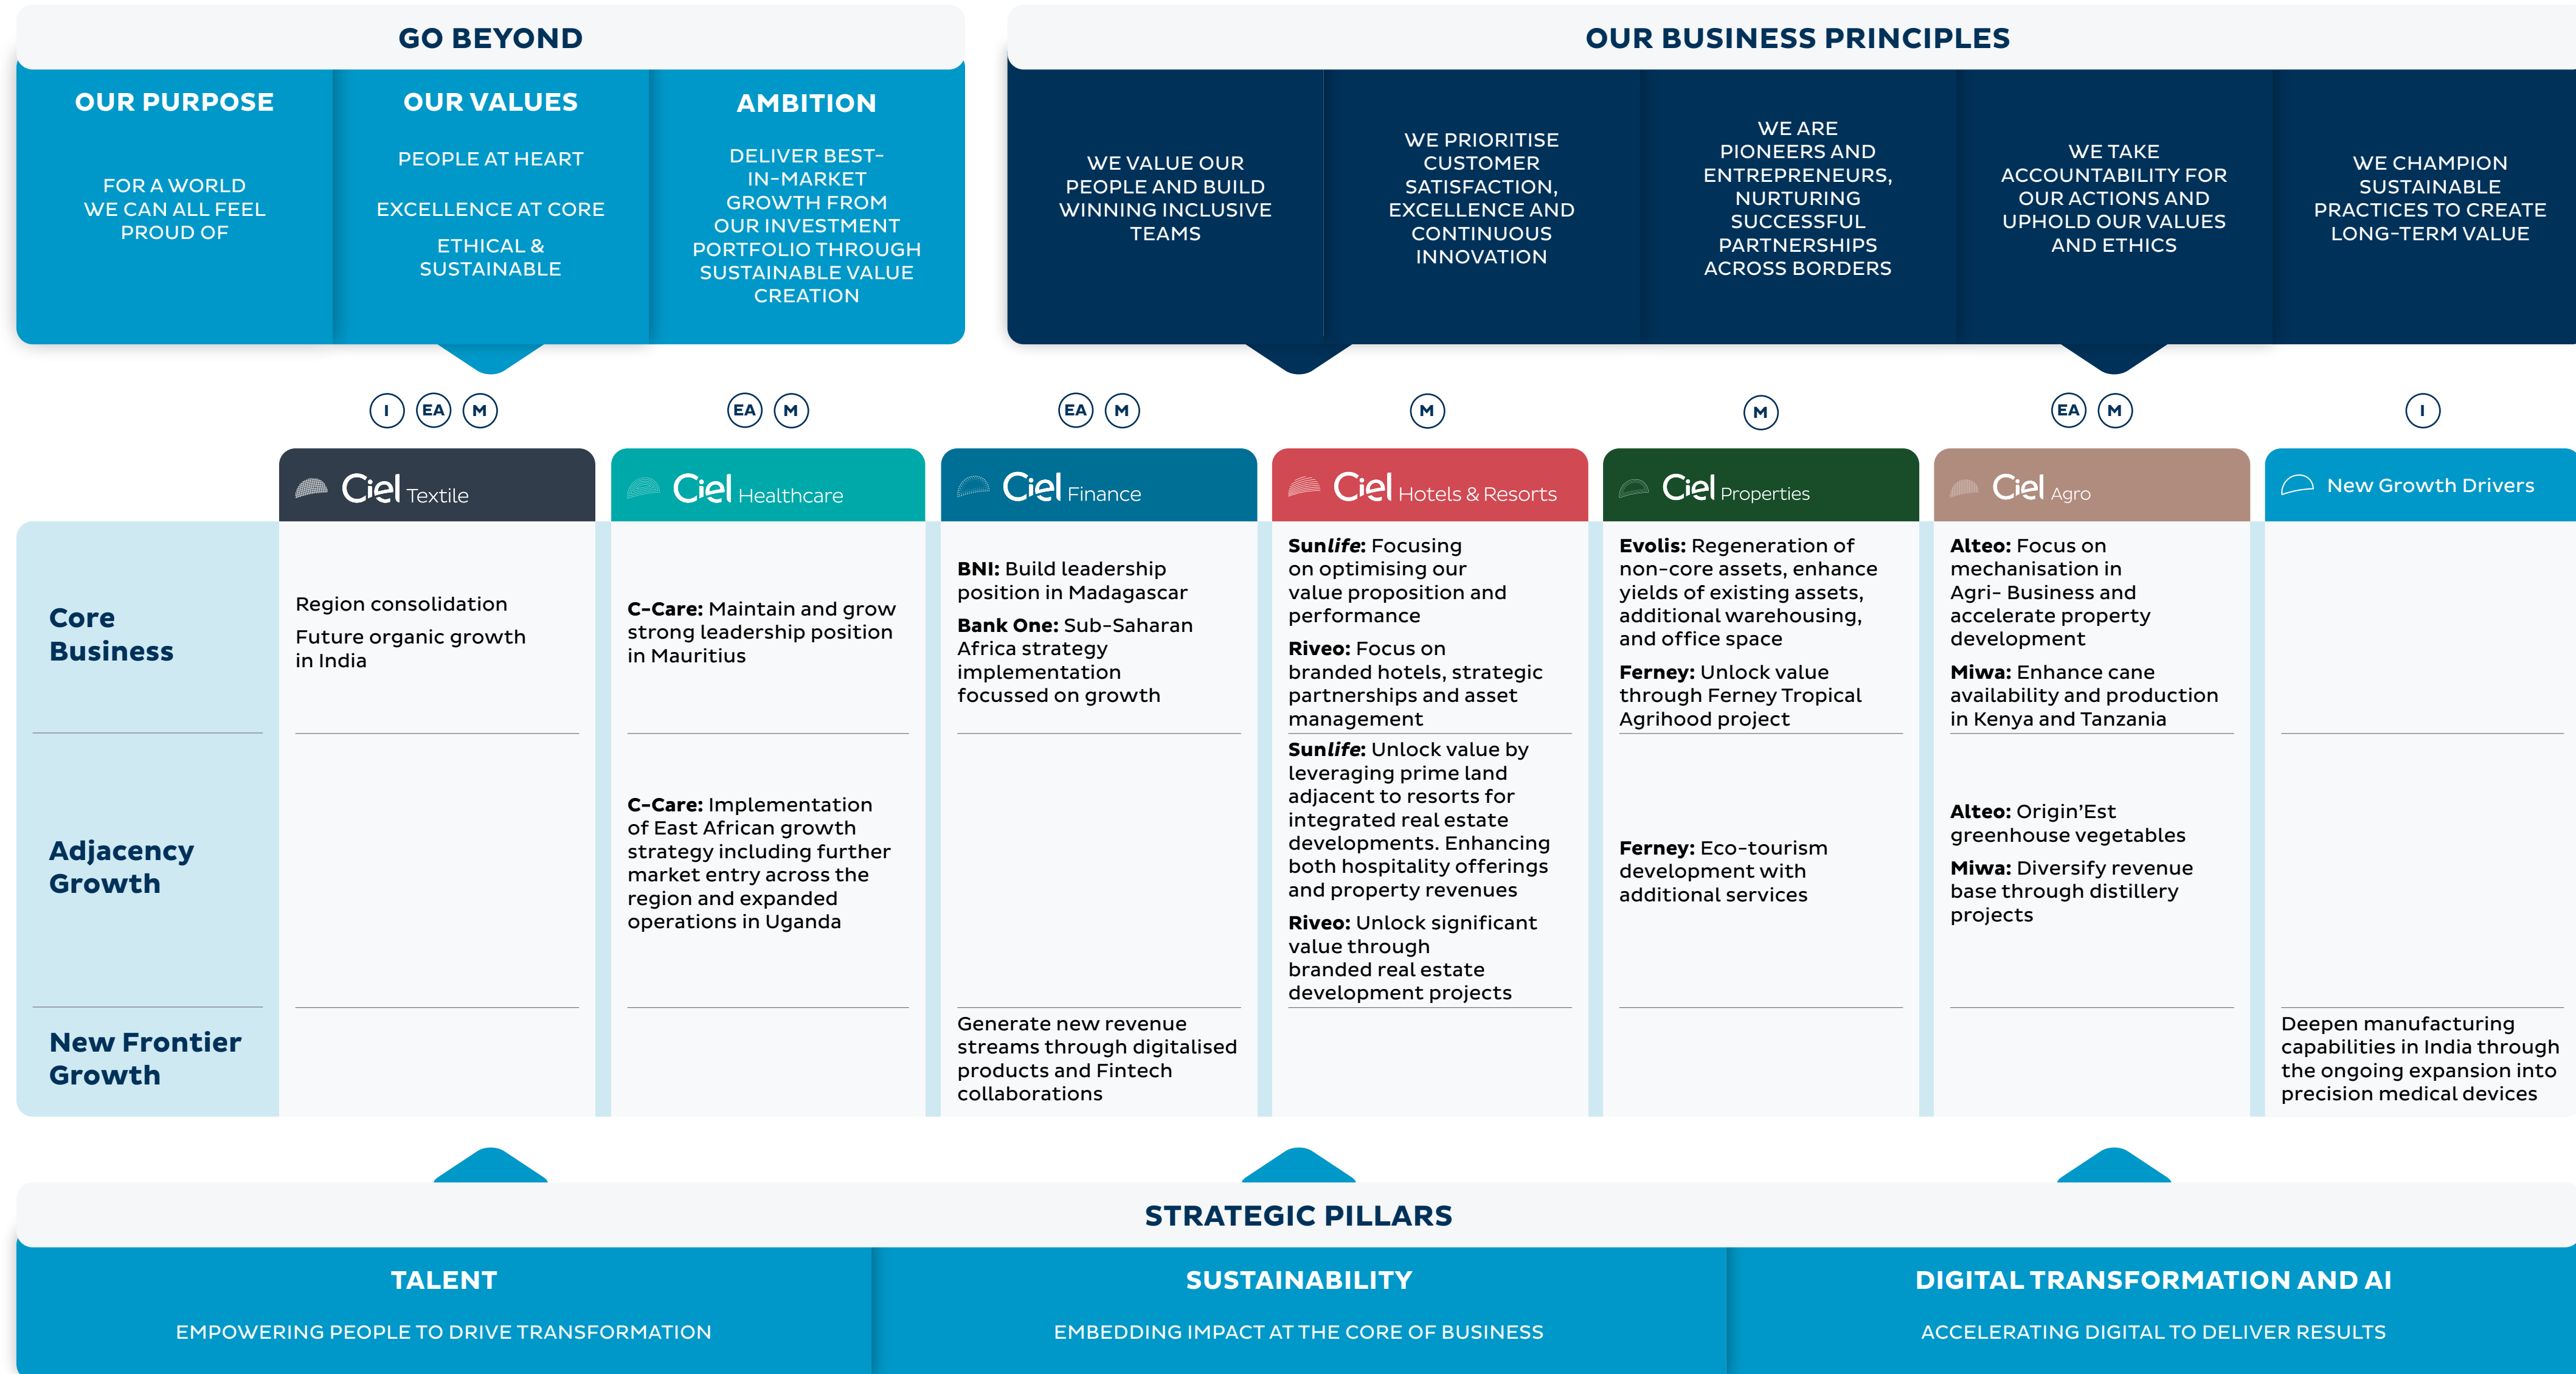 GO BEYOND
OUR PURPOSE
FOR A WORLD
WE CAN ALL FEEL
PROUD OF
OUR VALUES
PEOPLE AT HEART
EXCELLENCE AT CORE
ETHICAL &
SUSTAINABLE
AMBITION
DELIVER BEST-
IN-MARKET
GROWTH FROM
OUR INVESTMENT
PORTFOLIO THROUGH
SUSTAINABLE VALUE
CREATION
OUR BUSINESS PRINCIPLES
WE VALUE OUR
PEOPLE AND BUILD
WINNING INCLUSIVE
TEAMS
WE PRIORITISE
CUSTOMER
SATISFACTION,
EXCELLENCE AND
CONTINUOUS
INNOVATION
WE ARE
PIONEERS AND
ENTREPRENEURS,
NURTURING
SUCCESSFUL
PARTNERSHIPS
ACROSS BORDERS
WE TAKE
ACCOUNTABILITY FOR
OUR ACTIONS AND
UPHOLD OUR VALUES
AND ETHICS
WE CHAMPION
SUSTAINABLE
PRACTICES TO CREATE
LONG-TERM VALUE
I EA M
EA M
EA M
M
M
EA M
I
Ciel Textile
Ciel Healthcare
Ciel Finance
Ciel Hotels & Resorts
Ciel Properties
Ciel Agro
New Growth Drivers
Core
Business
Region consolidation
Future organic growth
in India
C-Care: Maintain and grow
strong leadership position
in Mauritius
BNI: Build leadership
position in Madagascar
Bank One: Sub-Saharan
Africa strategy
implementation
focussed on growth
Sunlife: Focusing
on optimising our
value proposition and
performance
Riveo: Focus on
branded hotels, strategic
partnerships and asset
management
Evolis: Regeneration of
non-core assets, enhance
yields of existing assets,
additional warehousing,
and office space
Ferney: Unlock value
through Ferney Tropical
Agrihood project
Alteo: Focus on
mechanisation in
Agri- Business and
accelerate property
development
Miwa: Enhance cane
availability and production
in Kenya and Tanzania
Adjacency
Growth
C-Care: Implementation
of East African growth
strategy including further
market entry across the
region and expanded
operations in Uganda
Sunlife: Unlock value by
leveraging prime land
adjacent to resorts for
integrated real estate
developments. Enhancing
both hospitality offerings
and property revenues
Riveo: Unlock significant
value through
branded real estate
development projects
Ferney: Eco-tourism
development with
additional services
Alteo: Origin’Est
greenhouse vegetables
Miwa: Diversify revenue
base through distillery
projects
New Frontier
Growth
Generate new revenue
streams through digitalised
products and Fintech
collaborations
Deepen manufacturing
capabilities in India through
the ongoing expansion into
precision medical devices
STRATEGIC PILLARS
TALENT
EMPOWERING PEOPLE TO DRIVE TRANSFORMATION
SUSTAINABILITY
EMBEDDING IMPACT AT THE CORE OF BUSINESS
DIGITAL TRANSFORMATION AND AI
ACCELERATING DIGITAL TO DELIVER RESULTS